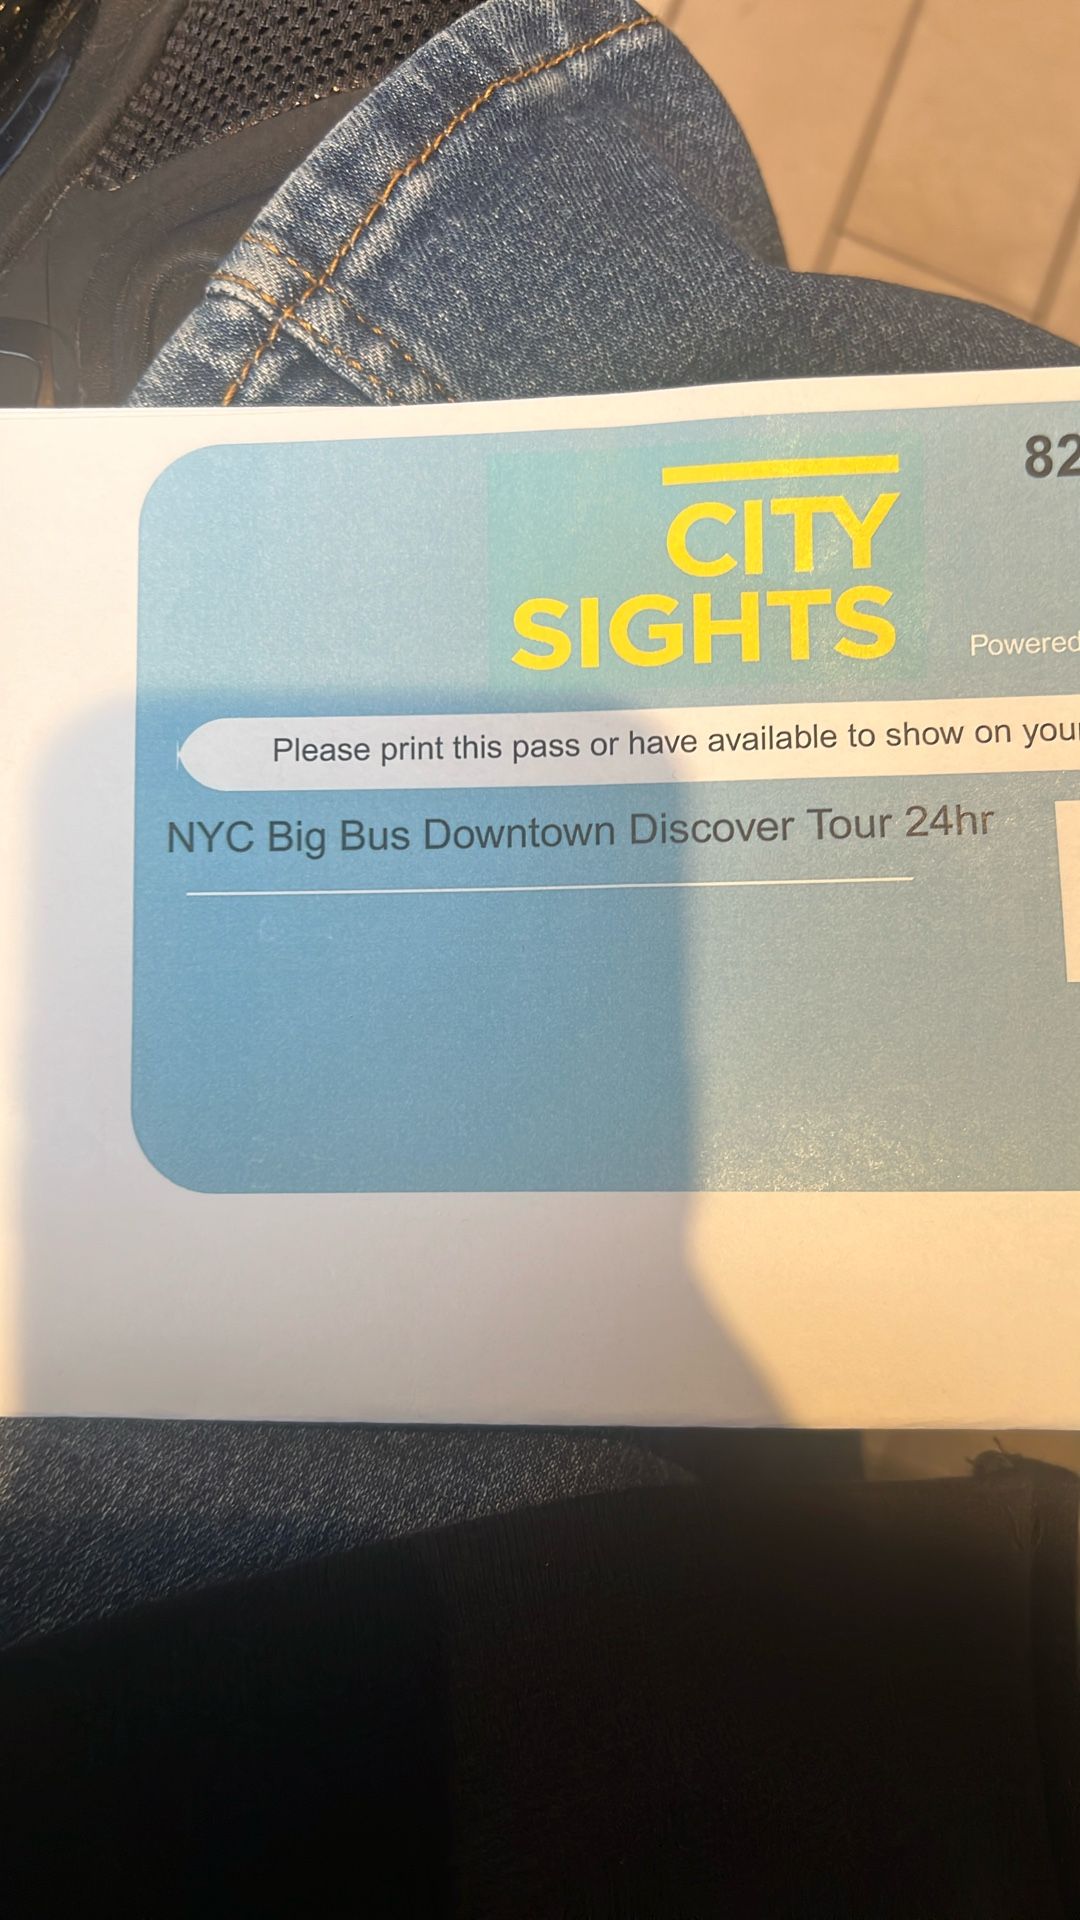 82
CITY
SIGHTS
Powered
Please print this pass or have available to show on
NYC Big Bus Downtown Discover Tour 24hr